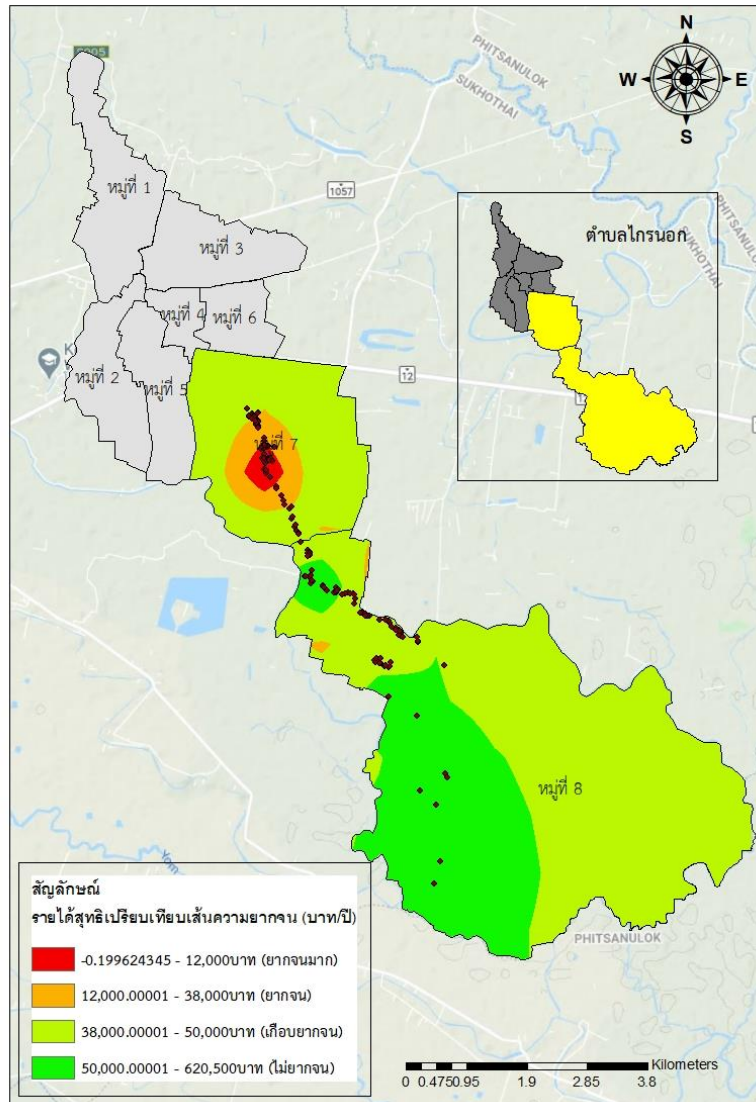 N
W
E
S
PHITSANULOK
SUKHOTHAI
หมู่ที่ 1
1057
ตำบลไกรนอก
PHITSANULOK
SUKHOTHAI
หมู่ที่ 3
หมู่ที่ 4
หมู่ที่ 6
หมู่ที่ 2
หมู่ที่ 5
12
หมู่ที่ 7
หมู่ที่ 8
Yom
PHITSANULOK
สัญลักษณ์
รายได้สุทธิเปรียบเทียบเส้นความยากจน (บาท/ปี)
-0.199624345 - 12,000บาท (ยากจนมาก)
12,000.00001 - 38,000บาท (ยากจน)
38,000.00001 - 50,000บาท (เกือบยากจน)
50,000.00001 - 620,500บาท (ไม่ยากจน)
Kilometers
0 0.475 0.95 1.9 2.85 3.8